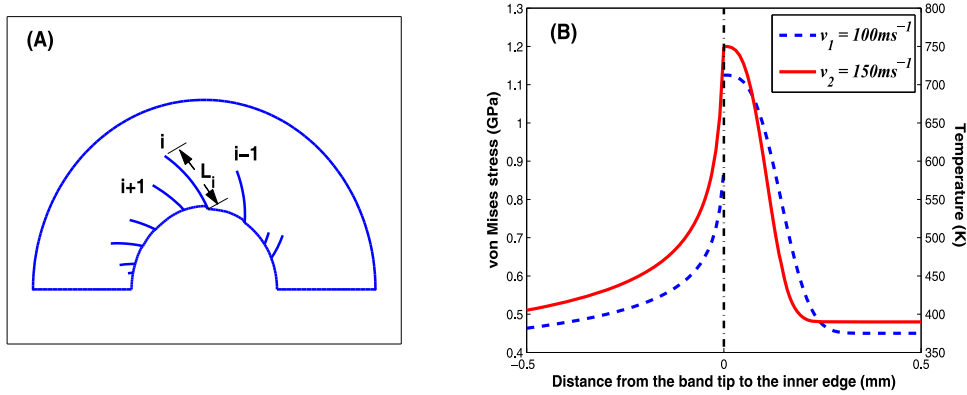 (A)
i
i−1
L_i
i+1
(B)
v_1 = 100ms^−1
v_2 = 150ms^−1
von Mises stress (GPa)
1.3
1.2
1.1
1
0.9
0.8
0.7
0.6
0.5
0.4
Temperature (K)
800
750
700
650
600
550
500
450
400
350
−0.5
0
0.5
Distance from the band tip to the inner edge (mm)